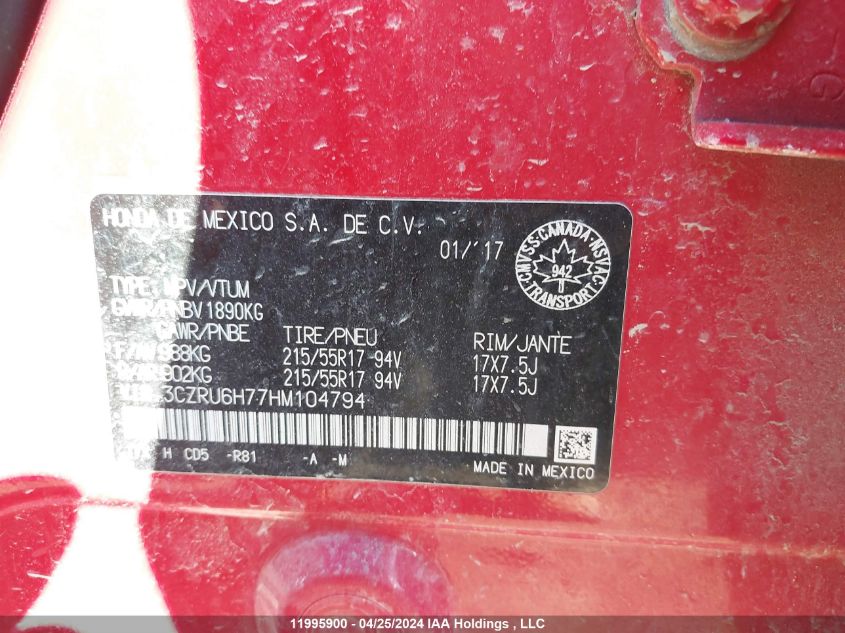 HONDA DE MEXICO S.A. DE C.V.
01/'17
CMVSS·CANADA·NSVAC
942
TRANSPORT
TYPE: MPV/VTUM
GVWR/PNBV 1890KG
GAWR/PNBE TIRE/PNEU RIM/JANTE
988KG 215/55R17 94V 17X7.5J
902KG 215/55R17 94V 17X7.5J
3CZRU6H77HM104794
H CD5 -R81 -A -M
MADE IN MEXICO
11995900 - 04/25/2024 IAA Holdings , LLC